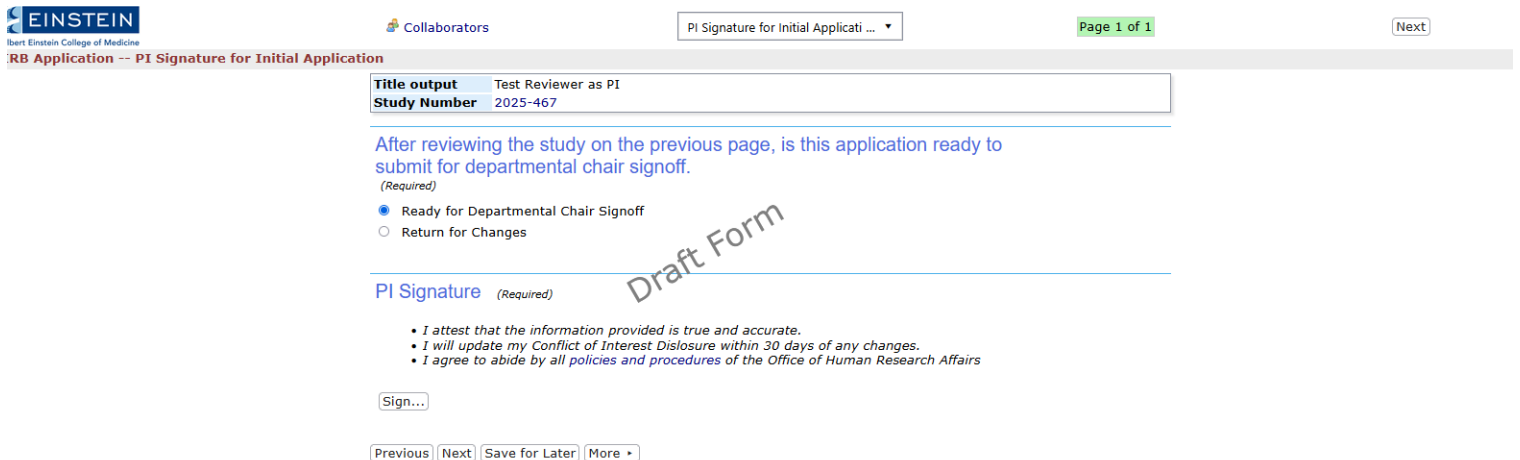 EINSTEIN
lbert Einstein College of Medicine
Collaborators
PI Signature for Initial Applicati ...
Page 1 of 1
Next
RB Application -- PI Signature for Initial Application
Title output Test Reviewer as PI
Study Number 2025-467
After reviewing the study on the previous page, is this application ready to
submit for departmental chair signoff.
(Required)
Ready for Departmental Chair Signoff
Return for Changes
Draft Form
PI Signature (Required)
• I attest that the information provided is true and accurate.
• I will update my Conflict of Interest Dislosure within 30 days of any changes.
• I agree to abide by all policies and procedures of the Office of Human Research Affairs
Sign...
Previous Next Save for Later More